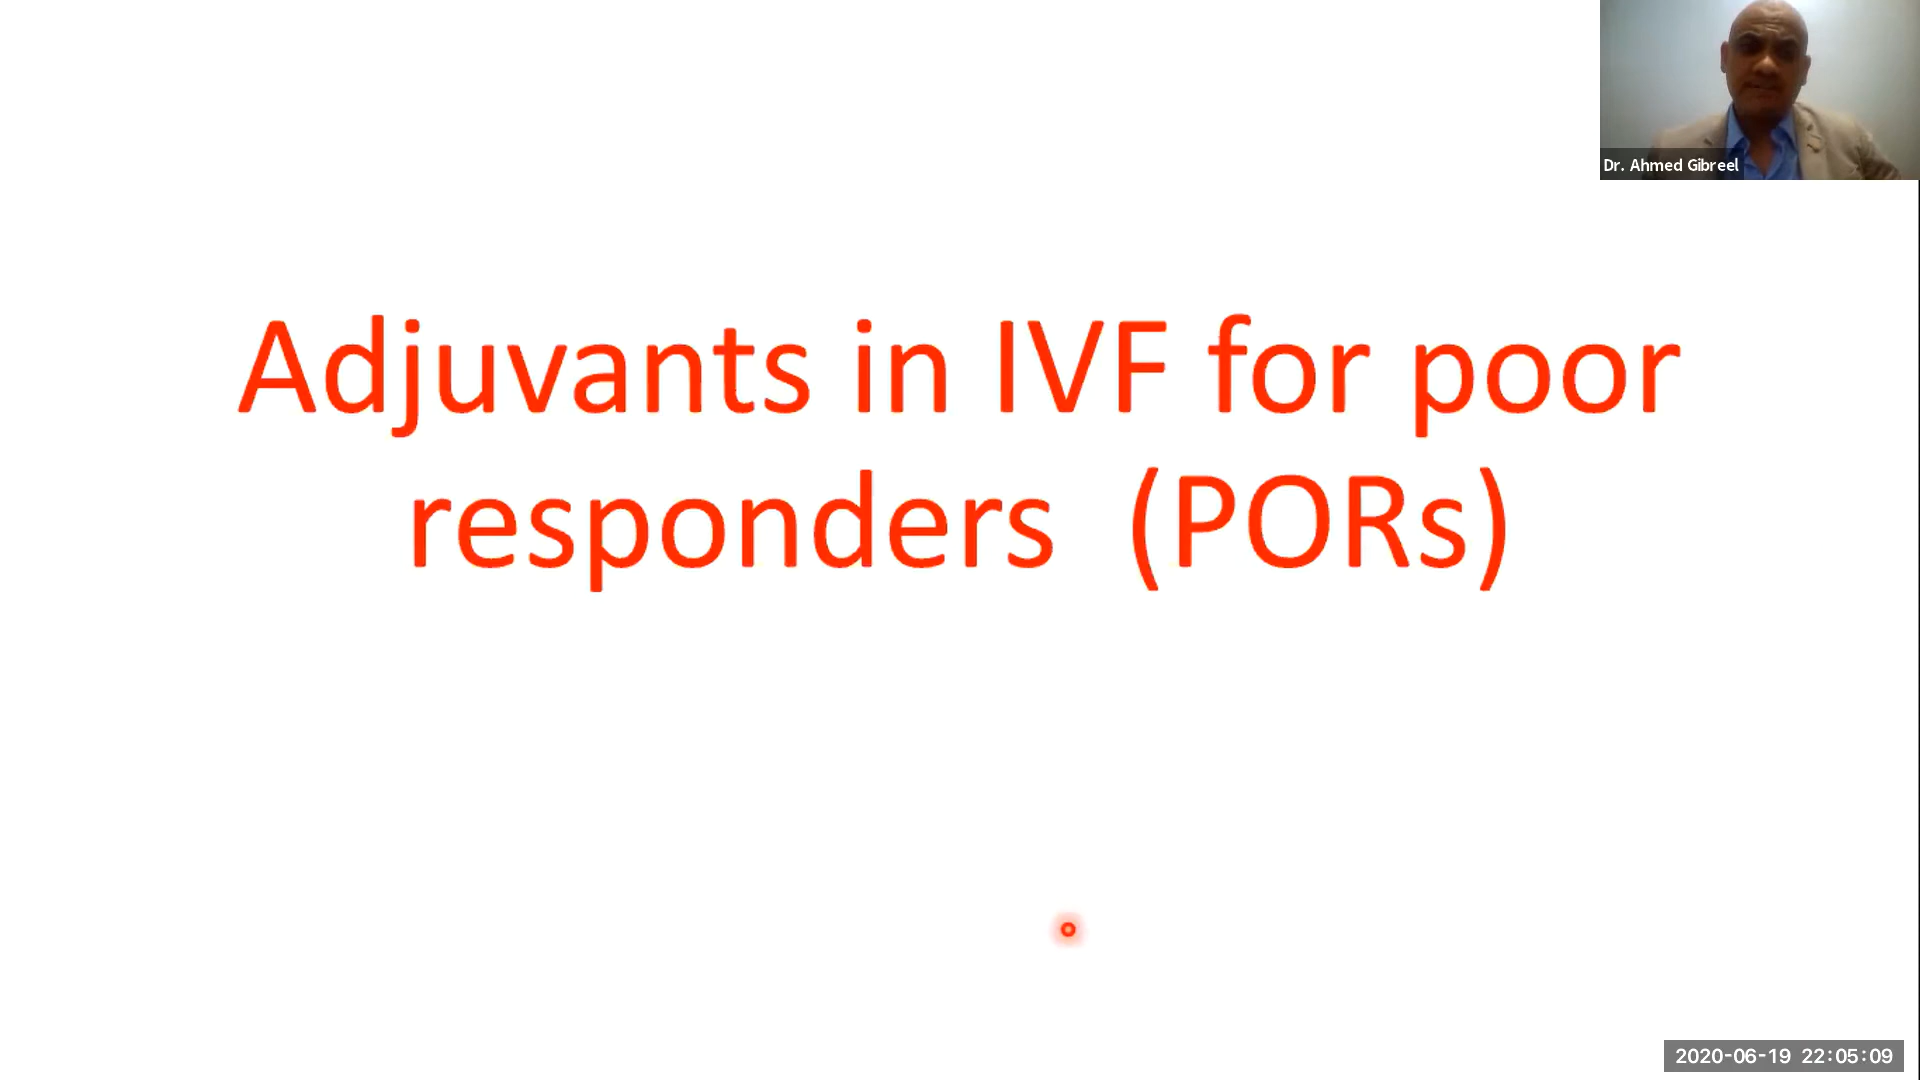 Dr. Ahmed Gibreel
Adjuvants in IVF for poor
responders (PORs)
2020-06-19 22:05:09